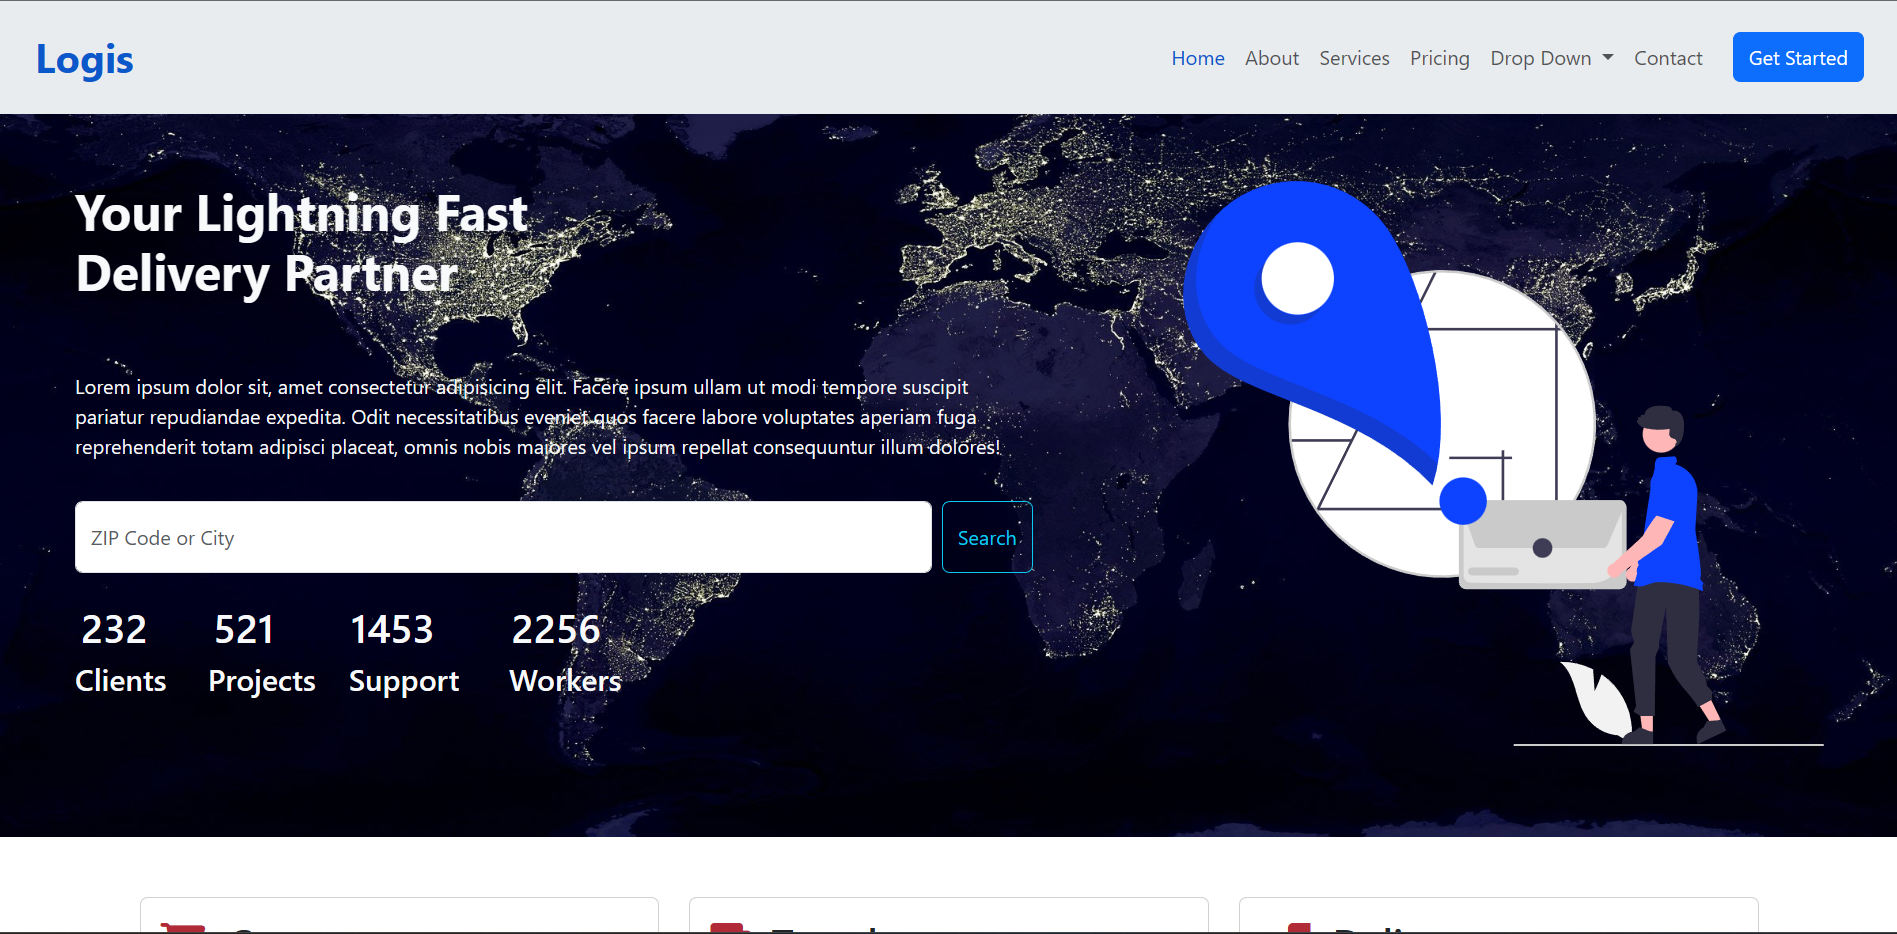 Logis
Home About Services Pricing Drop Down Contact Get Started
Your Lightning Fast
Delivery Partner
Lorem ipsum dolor sit, amet consectetur adipisicing elit. Facere ipsum ullam ut modi tempore suscipit
pariatur repudiandae expedita. Odit necessitatibus eveniet quos facere labore voluptates aperiam fuga
reprehenderit totam adipisci placeat, omnis nobis majores vel ipsum repellat consequuntur illum dolores!
ZIP Code or City Search
232 521 1453 2256
Clients Projects Support Workers